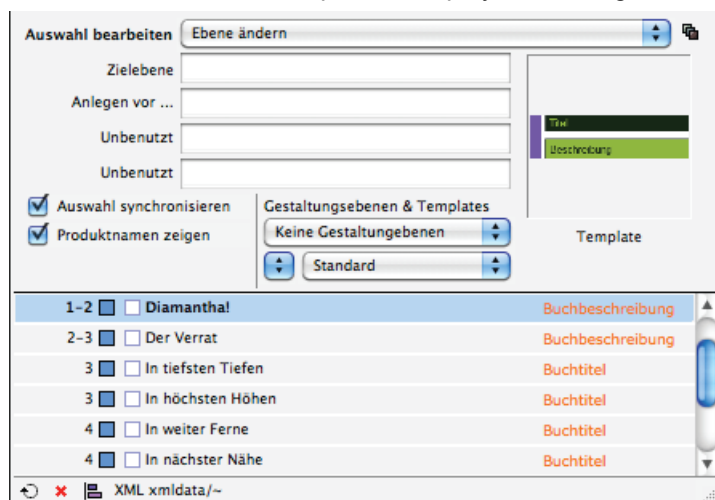 Auswahl bearbeiten Ebene ändern
Zielebene
Anlegen vor ...
Unbenutzt
Unbenutzt
Titel
Beschreibung
Template
Auswahl synchronisieren
Produktnamen zeigen
Gestaltungsebenen & Templates
Keine Gestaltungebenen
Standard
1-2 Diamantha! Buchbeschreibung
2-3 Der Verrat Buchbeschreibung
3 In tiefsten Tiefen Buchtitel
3 In höchsten Höhen Buchtitel
4 In weiter Ferne Buchtitel
4 In nächster Nähe Buchtitel
XML xmldata/~